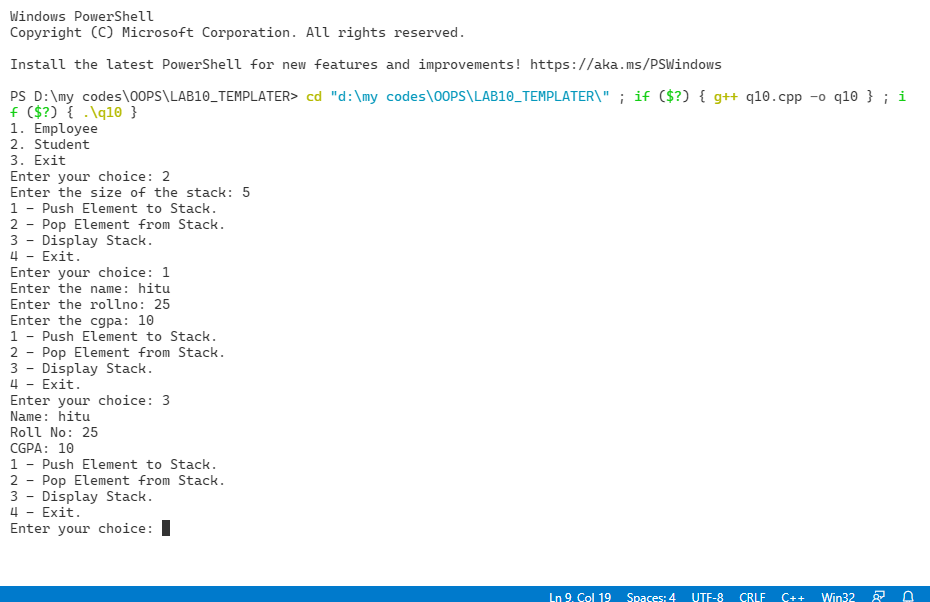 Windows PowerShell
Copyright (C) Microsoft Corporation. All rights reserved.
Install the latest PowerShell for new features and improvements! https://aka.ms/PSWindows
PS D:\my codes\OOPS\LAB10_TEMPLATER> cd "d:\my codes\OOPS\LAB10_TEMPLATER\" ; if ($?) { g++ q10.cpp -o q10 } ; i
f ($?) { .\q10 }
1. Employee
2. Student
3. Exit
Enter your choice: 2
Enter the size of the stack: 5
1 - Push Element to Stack.
2 - Pop Element from Stack.
3 - Display Stack.
4 - Exit.
Enter your choice: 1
Enter the name: hitu
Enter the rollno: 25
Enter the cgpa: 10
1 - Push Element to Stack.
2 - Pop Element from Stack.
3 - Display Stack.
4 - Exit.
Enter your choice: 3
Name: hitu
Roll No: 25
CGPA: 10
1 - Push Element to Stack.
2 - Pop Element from Stack.
3 - Display Stack.
4 - Exit.
Enter your choice:
Ln 9, Col 19 Spaces: 4 UTF-8 CRLF C++ Win32